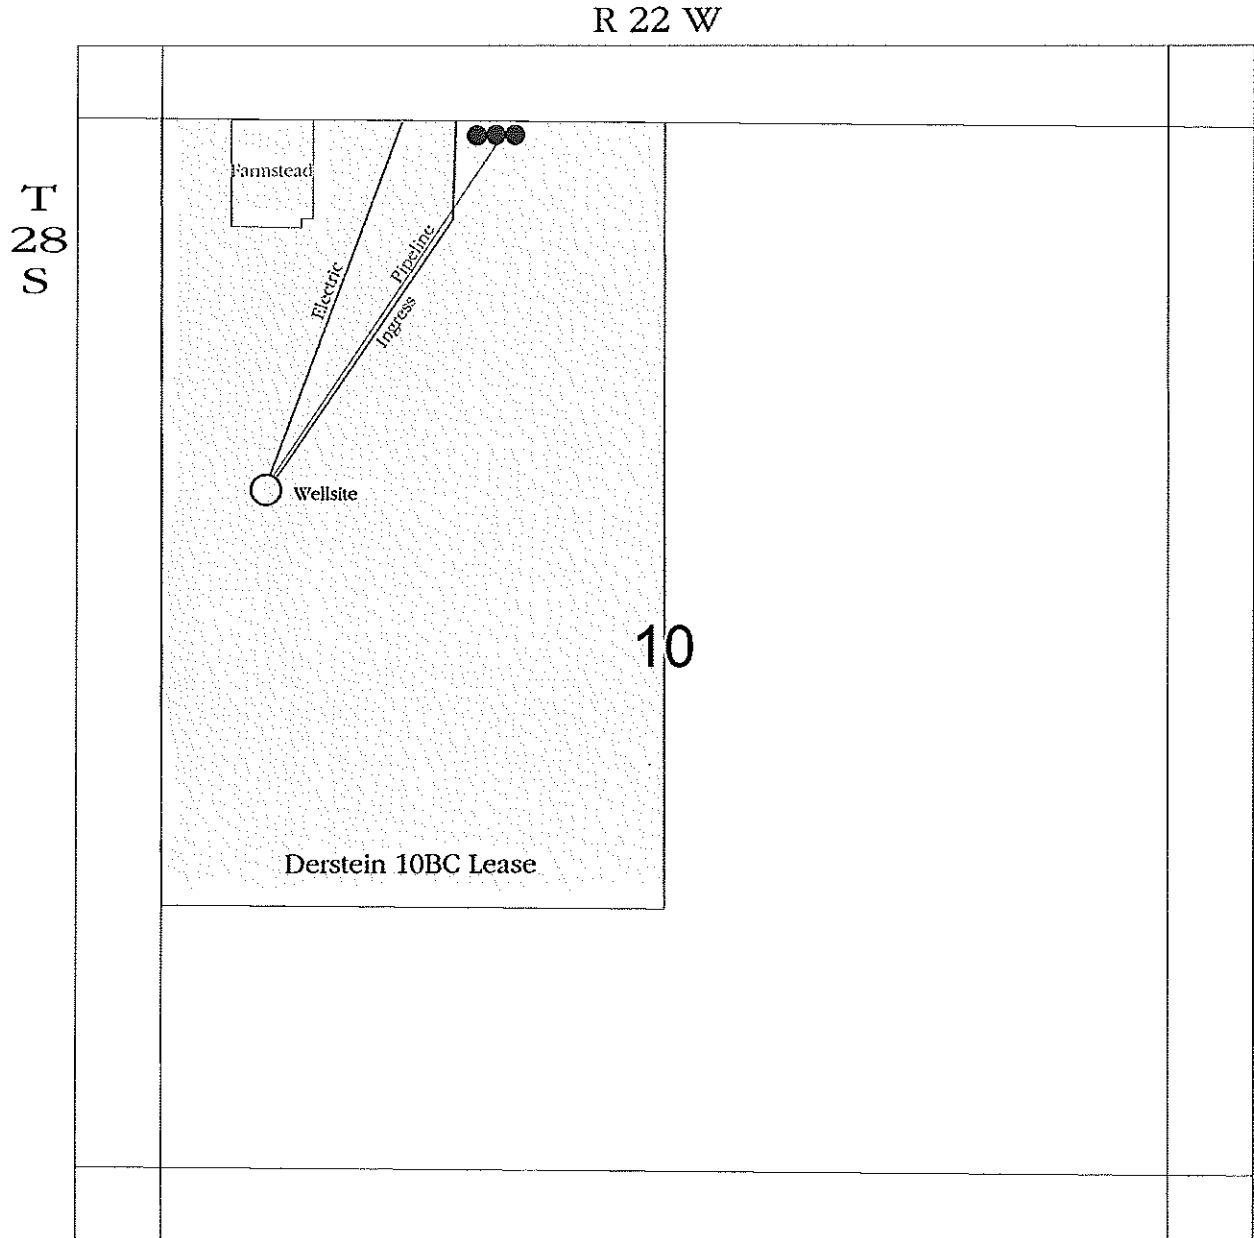 R 22 W
T
28
S
Farmstead
Electric
Pipeline
Ingress
Wellsite
10
Derstein 10BC Lease